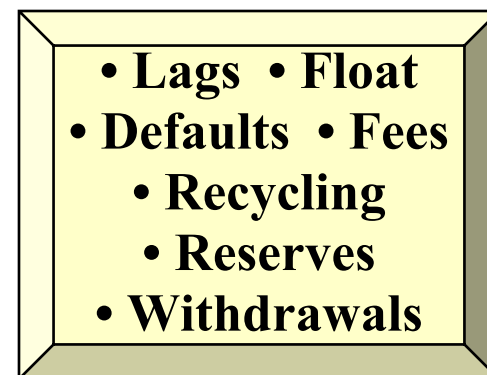 • Lags • Float
• Defaults • Fees
• Recycling
• Reserves
• Withdrawals